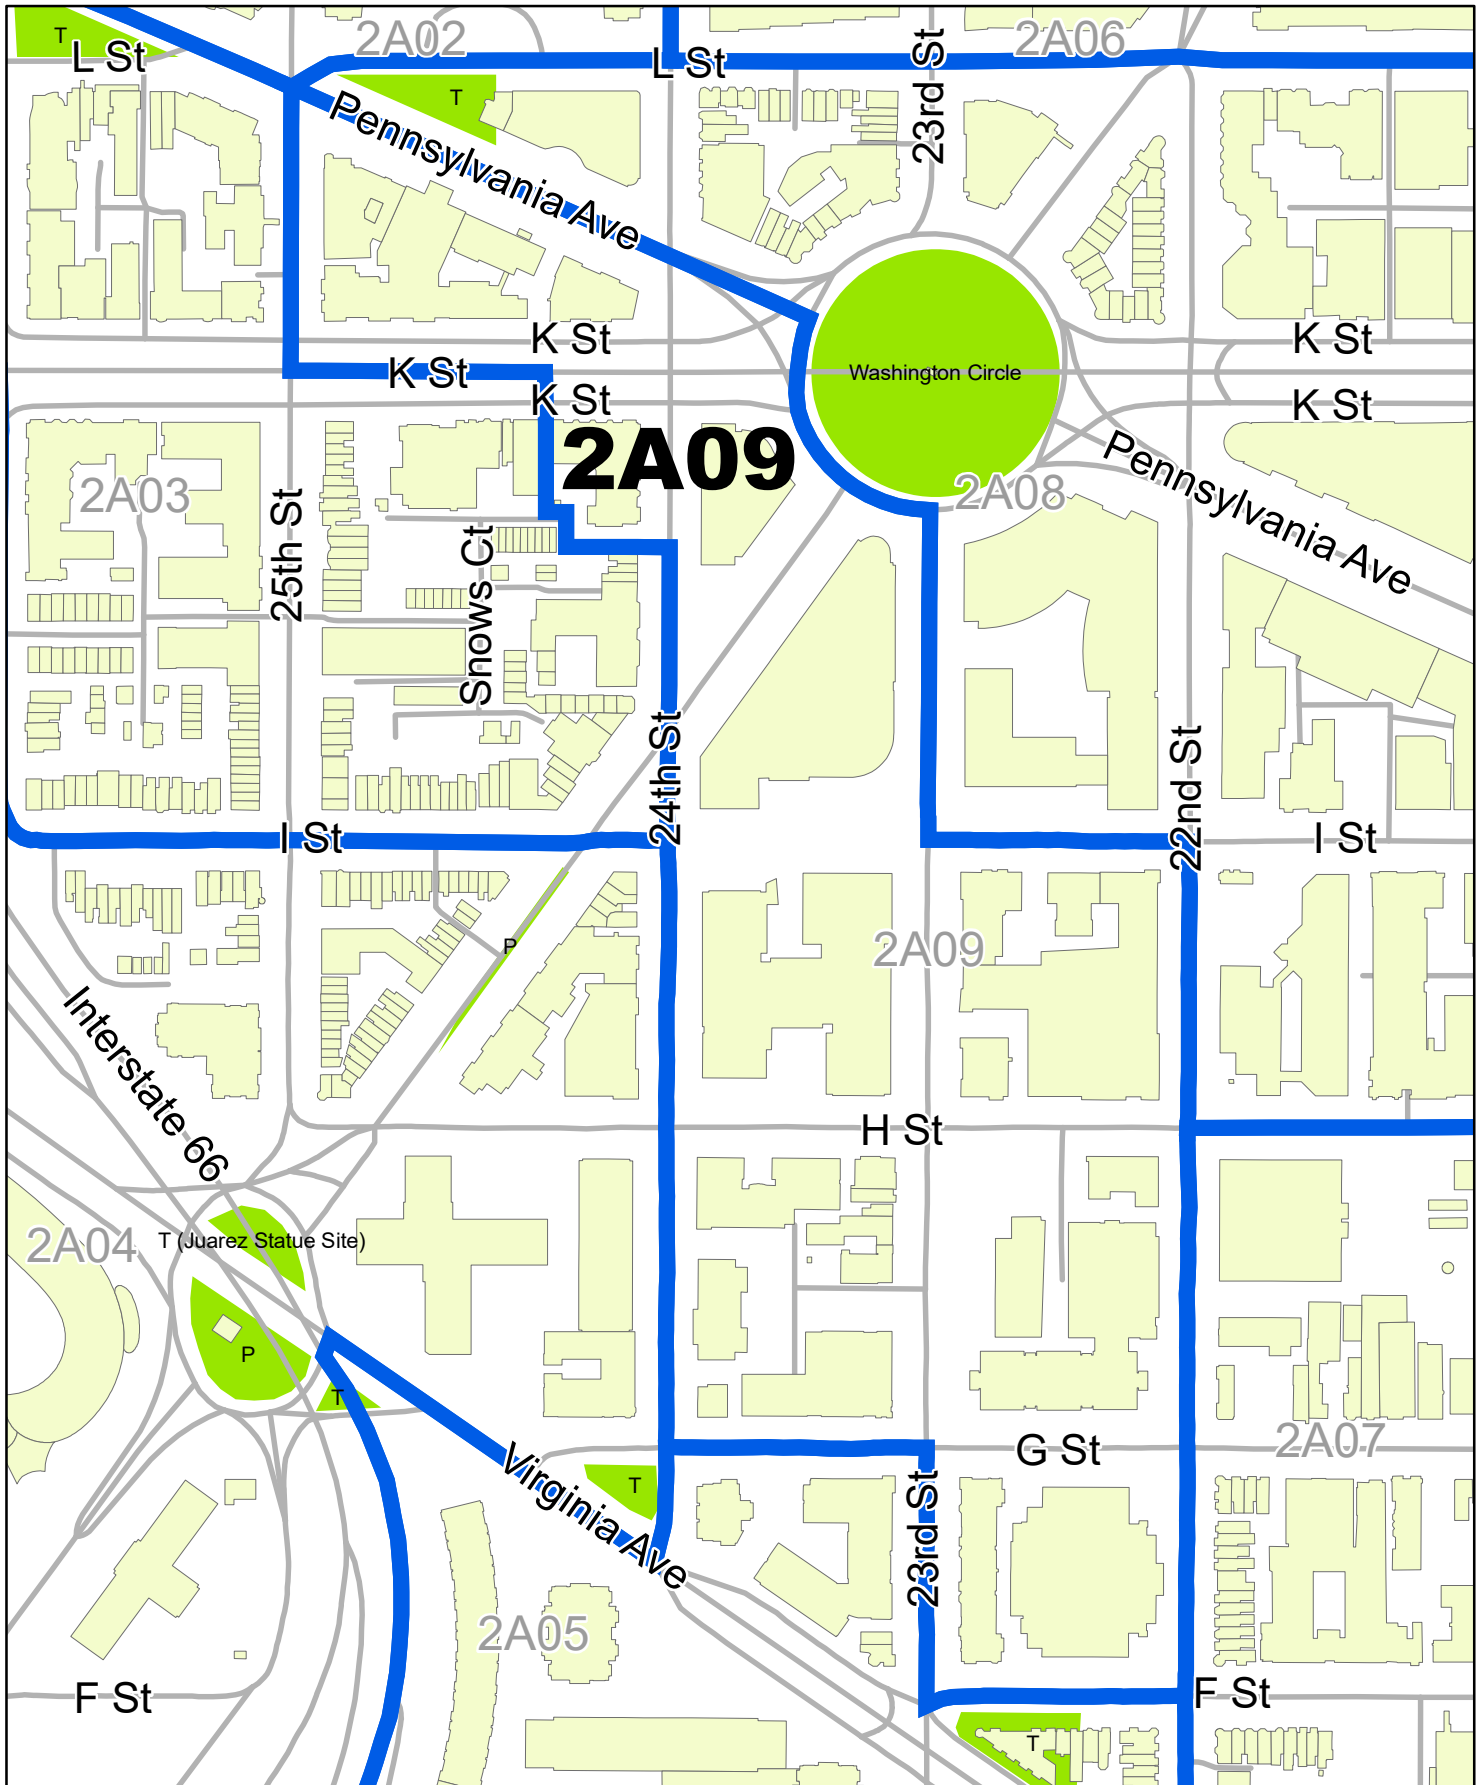 2A02
2A06
T
L St
L St
23rd St
T
Pennsylvania Ave
K St
K St
K St
K St
K St
Washington Circle
2A09
2A03
2A08
Pennsylvania Ave
25th St
Snows Ct
24th St
22nd St
I St
I St
P
2A09
Interstate 66
H St
2A04
T (Juarez Statue Site)
P
T
Virginia Ave
T
G St
2A07
23rd St
2A05
F St
F St
T